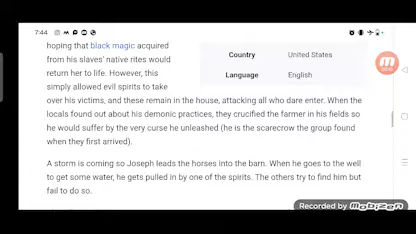 7:44
hoping that black magic acquired
from his slaves' native rites would
return her to life. However, this
simply allowed evil spirits to take
Country United States
Language English
over his victims, and these remain in the house, attacking all who dare enter. When the
locals found out about his demonic practices, they crucified the farmer in his fields so
he would suffer by the very curse he unleashed (he is the scarecrow the group found
when they first arrived).
A storm is coming so Joseph leads the horses into the barn. When he goes to the well
to get some water, he gets pulled in by one of the spirits. The others try to find him but
fail to do so.
Recorded by Mobizen